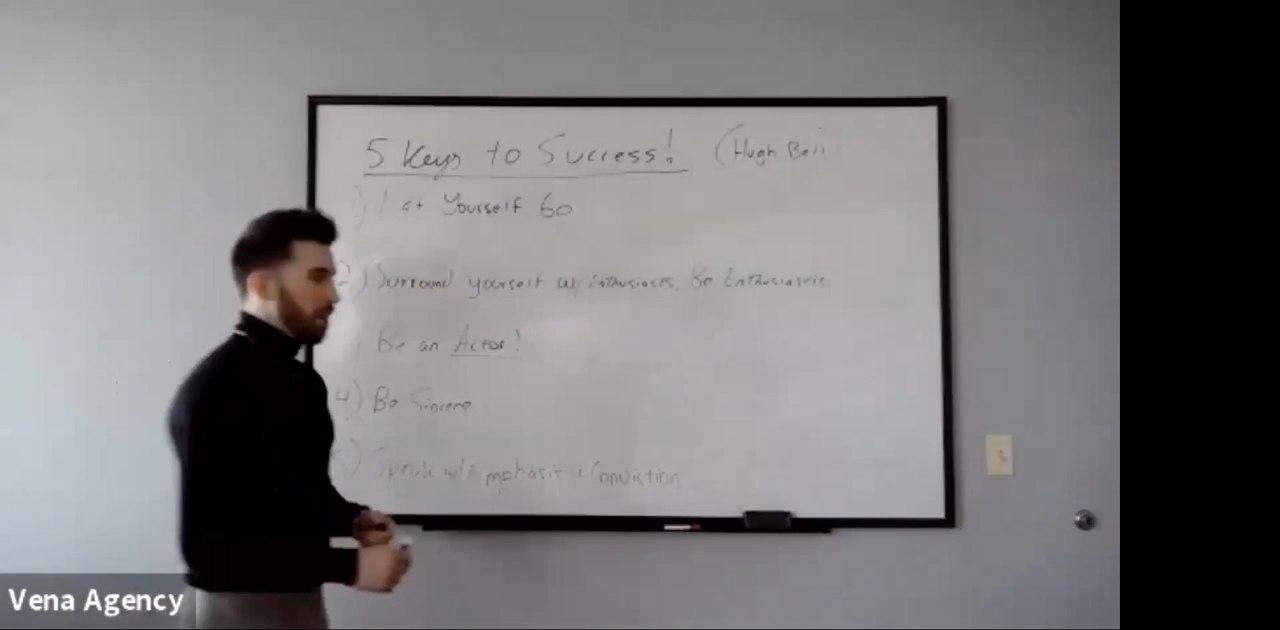 5 Keys to Success! (Hugh Bell
1) Let Yourself Go
2) Surround yourself w/ Enthusiasts, Be Enthusiastic
Be an Actor!
4) Be Sincere
5) Speak w/ Emphasis + Conviction
Vena Agency